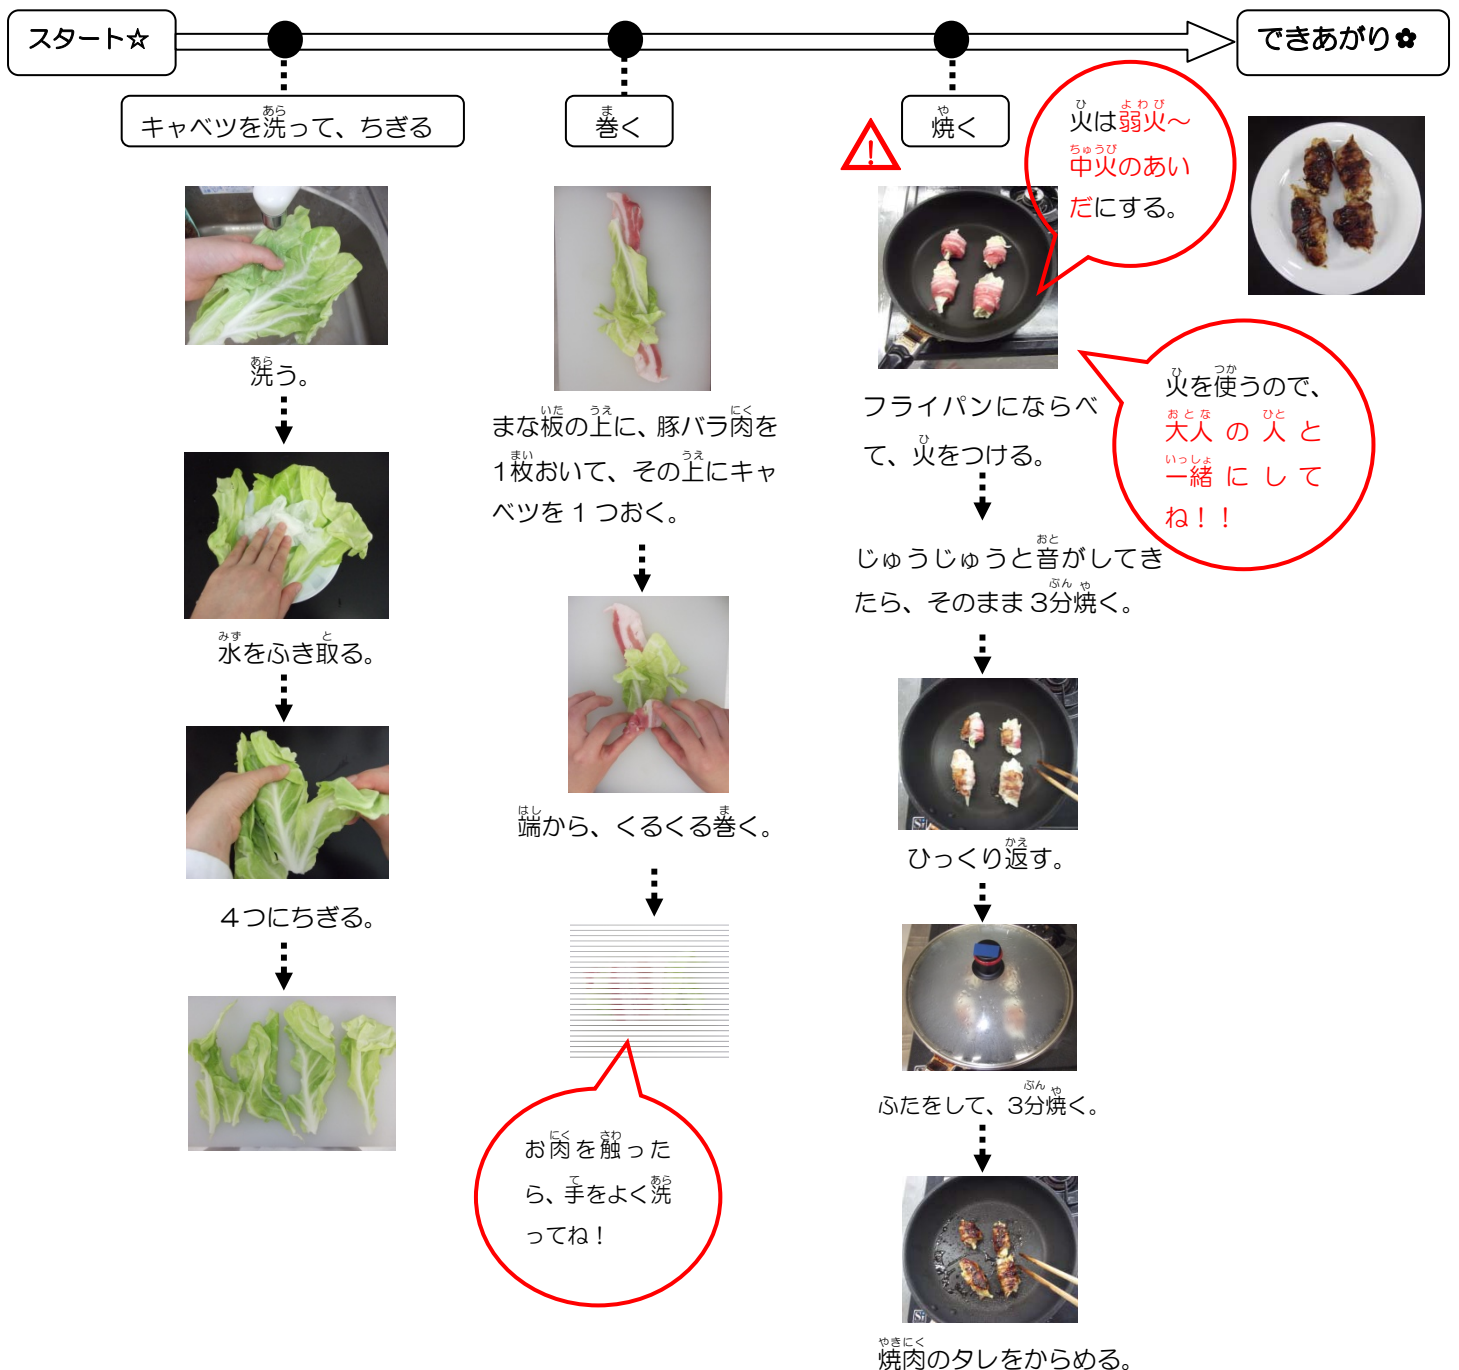 スタート☆
できあがり✿
キャベツを洗って、ちぎる
洗う。
水をふき取る。
4つにちぎる。
巻く
まな板の上に、豚バラ肉を
1枚おいて、その上にキャ
ベツを 1 つおく。
端から、くるくる巻く。
お肉を触った
ら、手をよく洗
ってね！
焼く
火は弱火～
中火のあい
だにする。
フライパンにならべ
て、火をつける。
火を使うので、
大人の人と
一緒にして
ね！！
じゅうじゅうと音がしてき
たら、そのまま 3分焼く。
ひっくり返す。
ふたをして、3分焼く。
焼肉のタレをからめる。